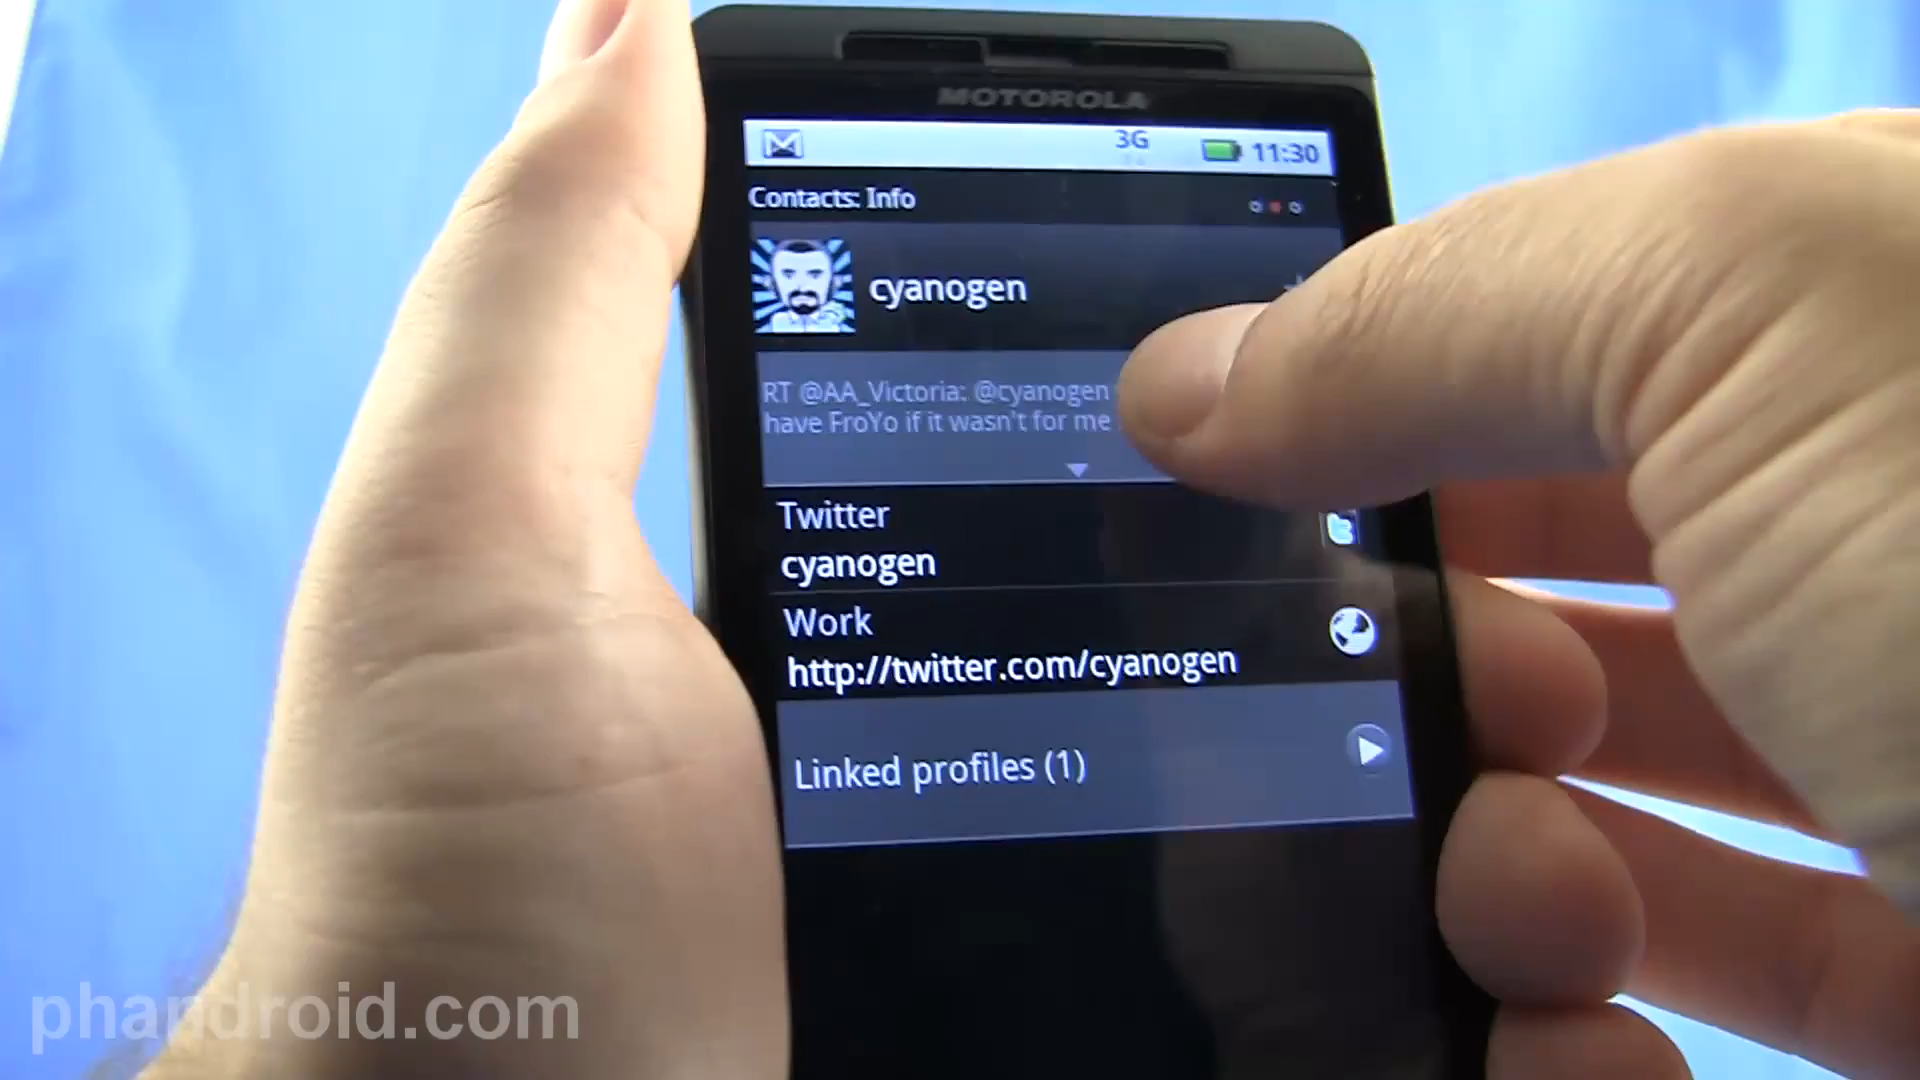 MOTOROLA
3G
11:30
Contacts: Info
cyanogen
RT @AA_Victoria: @cyanogen
have FroYo if it wasn't for me
Twitter
cyanogen
Work
http://twitter.com/cyanogen
Linked profiles (1)
phandroid.com